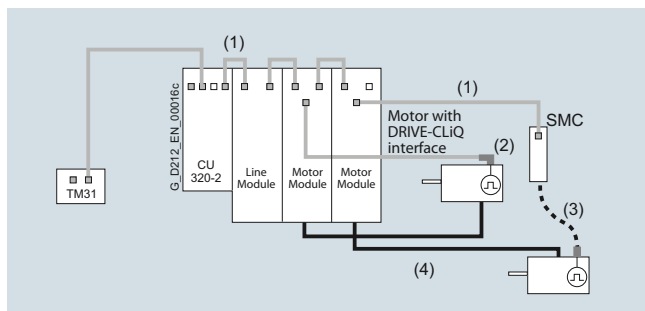 (1)
(1)
G_D212_EN_00016c
Motor with
DRIVE-CLiQ
interface
SMC
(2)
CU
320-2
Line
Module
Motor
Module
Motor
Module
TM31
(3)
(4)